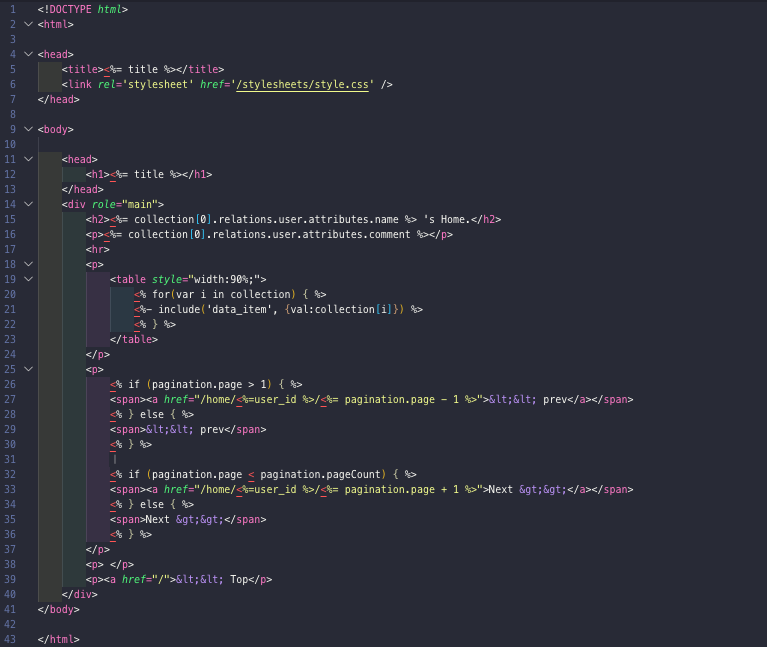 1 <!DOCTYPE html>
2 <html>
3
4 <head>
5     <title><%= title %></title>
6     <link rel='stylesheet' href='/stylesheets/style.css' />
7 </head>
8
9 <body>
10
11     <head>
12         <h1><%= title %></h1>
13     </head>
14     <div role="main">
15         <h2><%= collection[0].relations.user.attributes.name %> 's Home.</h2>
16         <p><%= collection[0].relations.user.attributes.comment %></p>
17         <hr>
18         <p>
19             <table style="width:90%;">
20                 <% for(var i in collection) { %>
21                 <%- include('data_item', {val:collection[i]}) %>
22                 <% } %>
23             </table>
24         </p>
25         <p>
26             <% if (pagination.page > 1) { %>
27             <span><a href="/home/<%=user_id %>/<%= pagination.page - 1 %>">&lt;&lt; prev</a></span>
28             <% } else { %>
29             <span>&lt;&lt; prev</span>
30             <% } %>
31             |
32             <% if (pagination.page < pagination.pageCount) { %>
33             <span><a href="/home/<%=user_id %>/<%= pagination.page + 1 %>">Next &gt;&gt;</a></span>
34             <% } else { %>
35             <span>Next &gt;&gt;</span>
36             <% } %>
37         </p>
38         <p> </p>
39         <p><a href="/">&lt;&lt; Top</p>
40     </div>
41 </body>
42
43 </html>